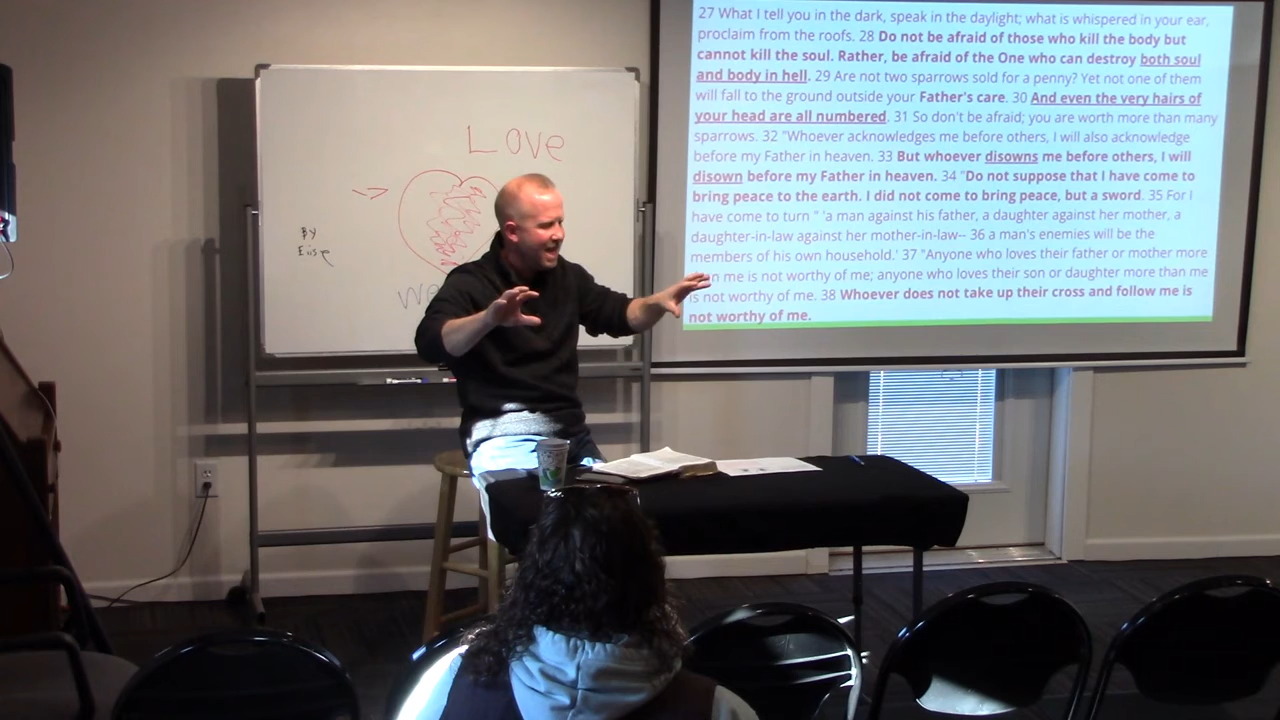 Love
By
Elise
We
27 What I tell you in the dark, speak in the daylight; what is whispered in your ear,
proclaim from the roofs. 28 Do not be afraid of those who kill the body but
cannot kill the soul. Rather, be afraid of the One who can destroy both soul
and body in hell. 29 Are not two sparrows sold for a penny? Yet not one of them
will fall to the ground outside your Father's care. 30 And even the very hairs of
your head are all numbered. 31 So don't be afraid; you are worth more than many
sparrows. 32 "Whoever acknowledges me before others, I will also acknowledge
before my Father in heaven. 33 But whoever disowns me before others, I will
disown before my Father in heaven. 34 "Do not suppose that I have come to
bring peace to the earth. I did not come to bring peace, but a sword. 35 For I
have come to turn " 'a man against his father, a daughter against her mother, a
daughter-in-law against her mother-in-law-- 36 a man's enemies will be the
members of his own household.' 37 "Anyone who loves their father or mother more
me is not worthy of me; anyone who loves their son or daughter more than me
is not worthy of me. 38 Whoever does not take up their cross and follow me is
not worthy of me.